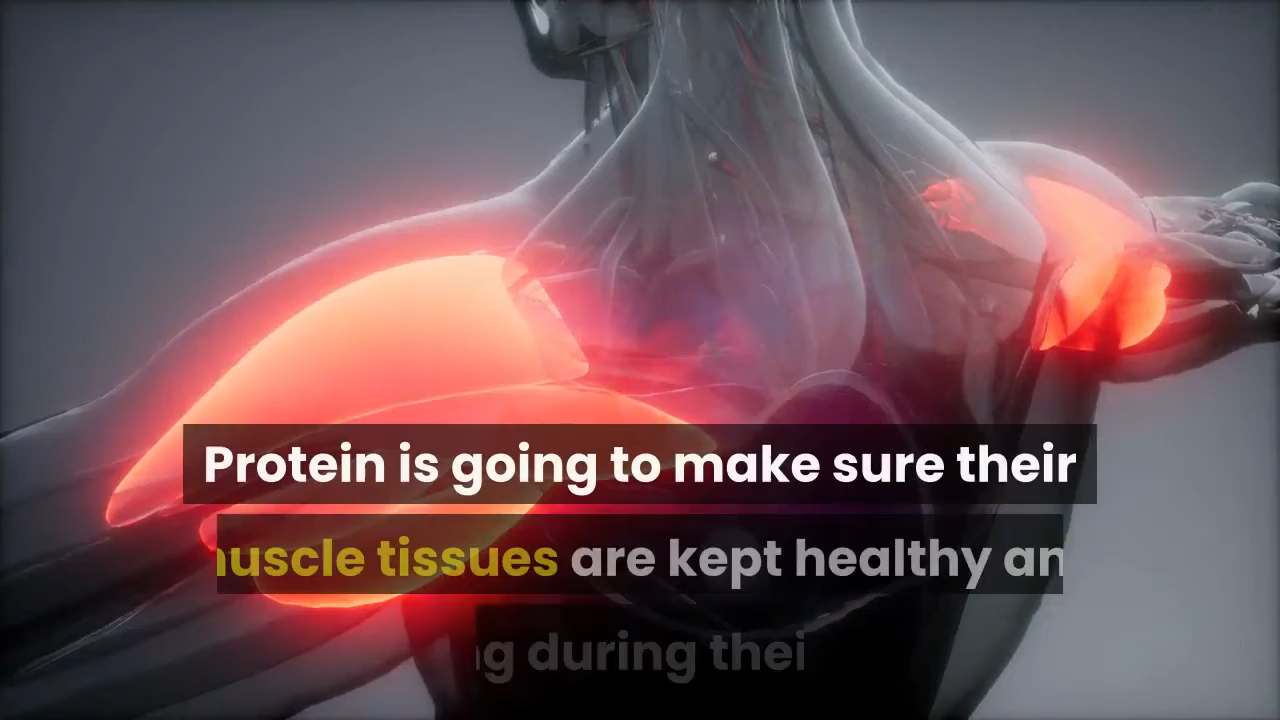 Protein is going to make sure their
uscle tissues are kept healthy an
g during thei